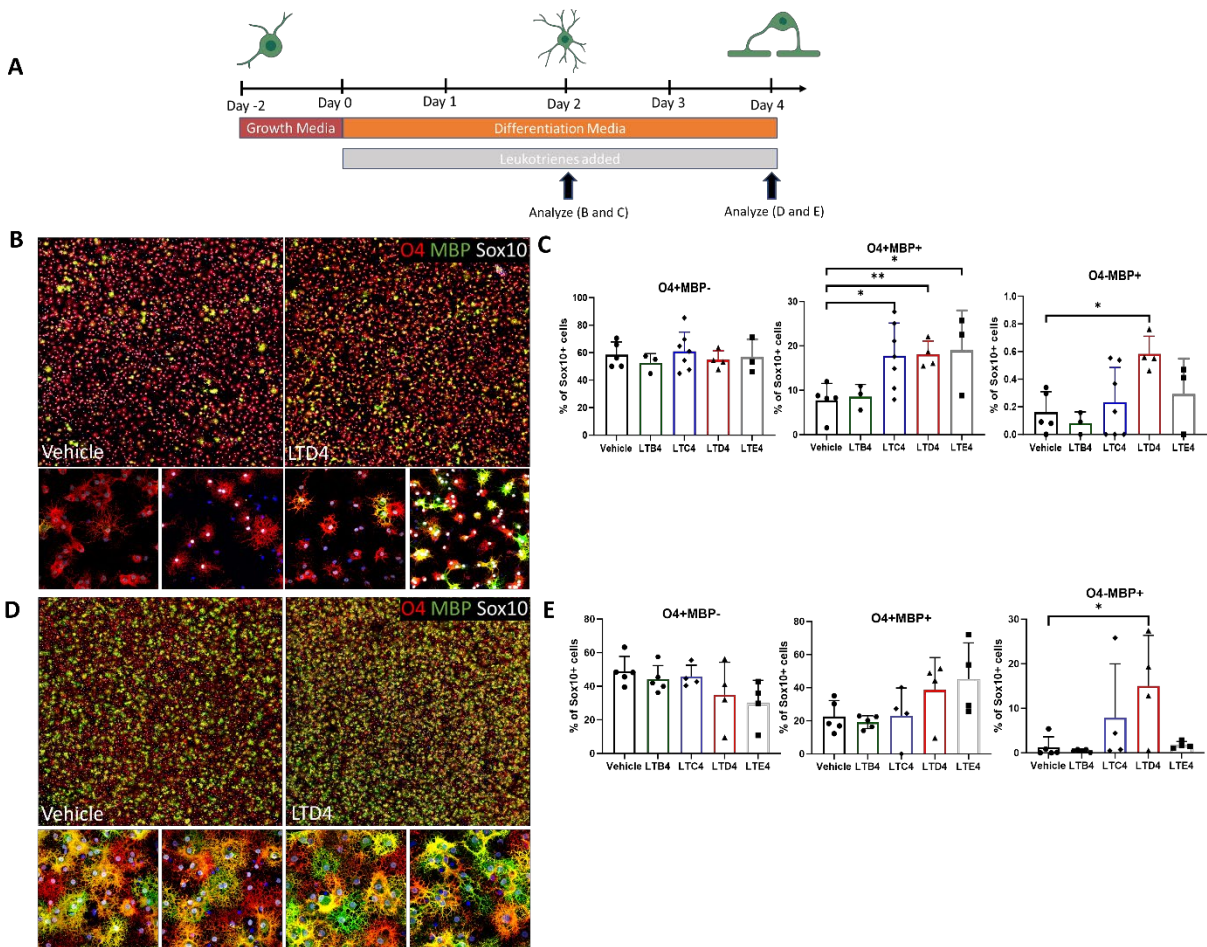 A
Day -2 Day 0 Day 1 Day 2 Day 3 Day 4
Growth Media Differentiation Media
Leukotrienes added
Analyze (B and C) Analyze (D and E)
B
O4 MBP Sox10
Vehicle LTD4
C
O4+MBP-
% of Sox10+ cells
100
80
60
40
20
0
Vehicle LTB4 LTC4 LTD4 LTE4
O4+MBP+
% of Sox10+ cells
30
20
10
0
*
**
*
Vehicle LTB4 LTC4 LTD4 LTE4
O4-MBP+
% of Sox10+ cells
1.0
0.8
0.6
0.4
0.2
0.0
*
Vehicle LTB4 LTC4 LTD4 LTE4
D
O4 MBP Sox10
Vehicle LTD4
E
O4+MBP-
% of Sox10+ cells
80
60
40
20
0
Vehicle LTB4 LTC4 LTD4 LTE4
O4+MBP+
% of Sox10+ cells
80
60
40
20
0
Vehicle LTB4 LTC4 LTD4 LTE4
O4-MBP+
% of Sox10+ cells
30
20
10
0
*
Vehicle LTB4 LTC4 LTD4 LTE4